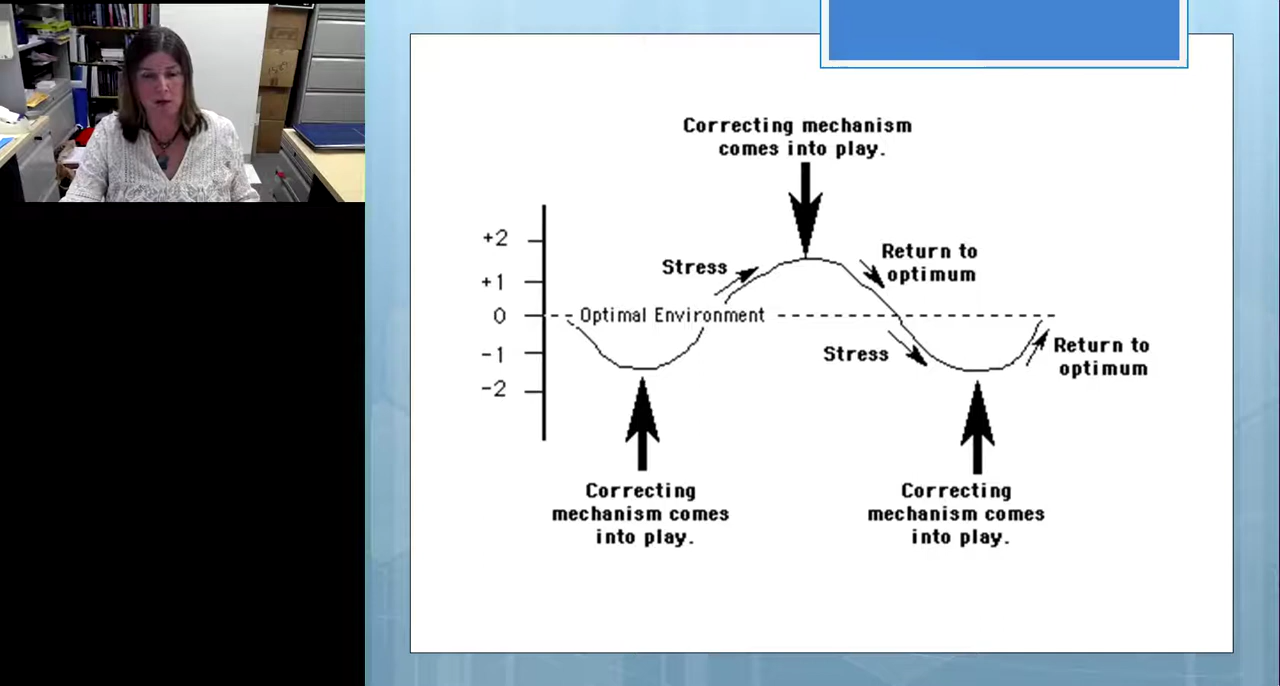 Correcting mechanism
comes into play.
+2
Stress
Return to
optimum
+1
0
Optimal Environment
-1
Stress
Return to
optimum
-2
Correcting
mechanism comes
into play.
Correcting
mechanism comes
into play.